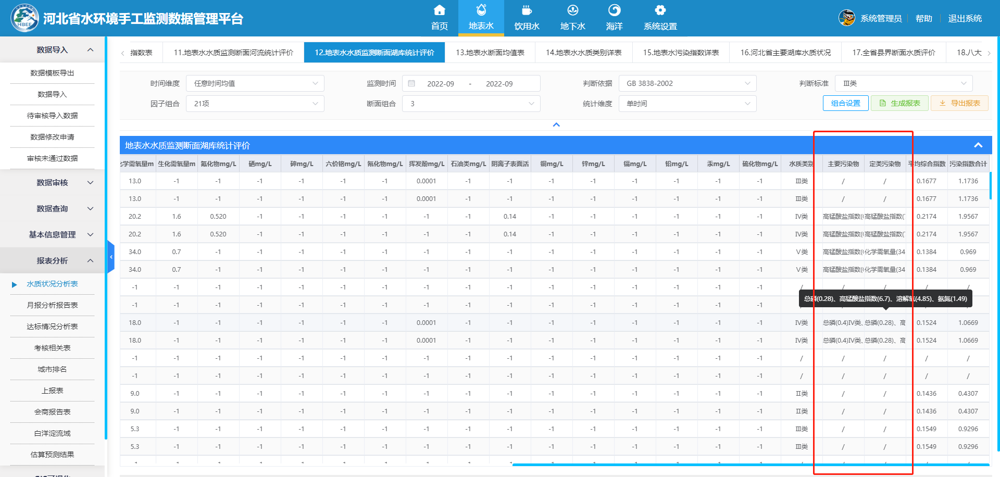 HBEE
河北省水环境手工监测数据管理平台
首页
地表水
饮用水
地下水
海洋
系统设置
系统管理员
帮助
退出系统
数据导入
数据模板导出
数据导入
待审核导入数据
数据修改申请
审核未通过数据
数据审核
数据查询
基本信息管理
报表分析
水质状况分析表
月报分析报告表
达标情况分析表
考核相关表
城市排名
上报表
会商报告表
白洋淀流域
估算预测结果
指数表
11.地表水水质监测断面河流统计评价
12.地表水水质监测断面湖库统计评价
13.地表水断面均值表
14.地表水水质类别详表
15.地表水污染指数详表
16.河北省主要湖库水质状况
17.全省县界断面水质评价
18.八大
时间维度 任意时间均值 监测时间 2022-09 - 2022-09 判断依据 GB 3838-2002 判断标准 Ⅲ类
因子组合 21项 断面组合 3 统计维度 单时间 组合设置 生成报表 导出报表
地表水水质监测断面湖库统计评价
化学需氧量m 生化需氧量m 氟化物mg/L 硒mg/L 砷mg/L 六价铬mg/L 氰化物mg/L 挥发酚mg/L 石油类mg/L 阴离子表面活 铜mg/L 锌mg/L 镉mg/L 铅mg/L 汞mg/L 硫化物mg/L 水质类别 主要污染物 定类污染物 平均综合指数 污染指数合计
13.0 -1 -1 -1 -1 -1 -1 0.0001 -1 -1 -1 -1 -1 -1 -1 -1 Ⅲ类 / / 0.1677 1.1736
13.0 -1 -1 -1 -1 -1 -1 0.0001 -1 -1 -1 -1 -1 -1 -1 -1 Ⅲ类 / / 0.1677 1.1736
20.2 1.6 0.520 -1 -1 -1 -1 -1 -1 0.14 -1 -1 -1 -1 -1 -1 Ⅳ类 高锰酸盐指数( 高锰酸盐指数( 0.2174 1.9567
20.2 1.6 0.520 -1 -1 -1 -1 -1 -1 0.14 -1 -1 -1 -1 -1 -1 Ⅳ类 高锰酸盐指数( 高锰酸盐指数( 0.2174 1.9567
34.0 0.7 -1 -1 -1 -1 -1 -1 -1 -1 -1 -1 -1 -1 -1 -1 Ⅴ类 高锰酸盐指数( 化学需氧量(34 0.1384 0.969
34.0 0.7 -1 -1 -1 -1 -1 -1 -1 -1 -1 -1 -1 -1 -1 -1 Ⅴ类 高锰酸盐指数( 化学需氧量(34 0.1384 0.969
-1 -1 -1 -1 -1 -1 -1 -1 -1 -1 -1 -1 -1 -1 -1 -1 / / / / /
总磷(0.28)、高锰酸盐指数(6.7)、溶解氧(4.85)、氨氮(1.49)
-1 -1 -1 -1 -1 -1 -1 -1 -1 -1 -1 -1 -1 -1 -1 -1 / / / / /
18.0 -1 -1 -1 -1 -1 -1 0.0001 -1 -1 -1 -1 -1 -1 -1 -1 Ⅳ类 总磷(0.4)Ⅳ类、 总磷(0.28)、高 0.1524 1.0669
18.0 -1 -1 -1 -1 -1 -1 0.0001 -1 -1 -1 -1 -1 -1 -1 -1 Ⅳ类 总磷(0.4)Ⅳ类、 总磷(0.28)、高 0.1524 1.0669
-1 -1 -1 -1 -1 -1 -1 -1 -1 -1 -1 -1 -1 -1 -1 -1 / / / / /
-1 -1 -1 -1 -1 -1 -1 -1 -1 -1 -1 -1 -1 -1 -1 -1 / / / / /
9.0 -1 -1 -1 -1 -1 -1 -1 -1 -1 -1 -1 -1 -1 -1 -1 Ⅱ类 / / 0.1436 0.4307
9.0 -1 -1 -1 -1 -1 -1 -1 -1 -1 -1 -1 -1 -1 -1 -1 Ⅱ类 / / 0.1436 0.4307
5.3 -1 -1 -1 -1 -1 -1 -1 -1 -1 -1 -1 -1 -1 -1 -1 Ⅲ类 / / 0.1549 0.9296
5.3 -1 -1 -1 -1 -1 -1 -1 -1 -1 -1 -1 -1 -1 -1 -1 Ⅲ类 / / 0.1549 0.9296